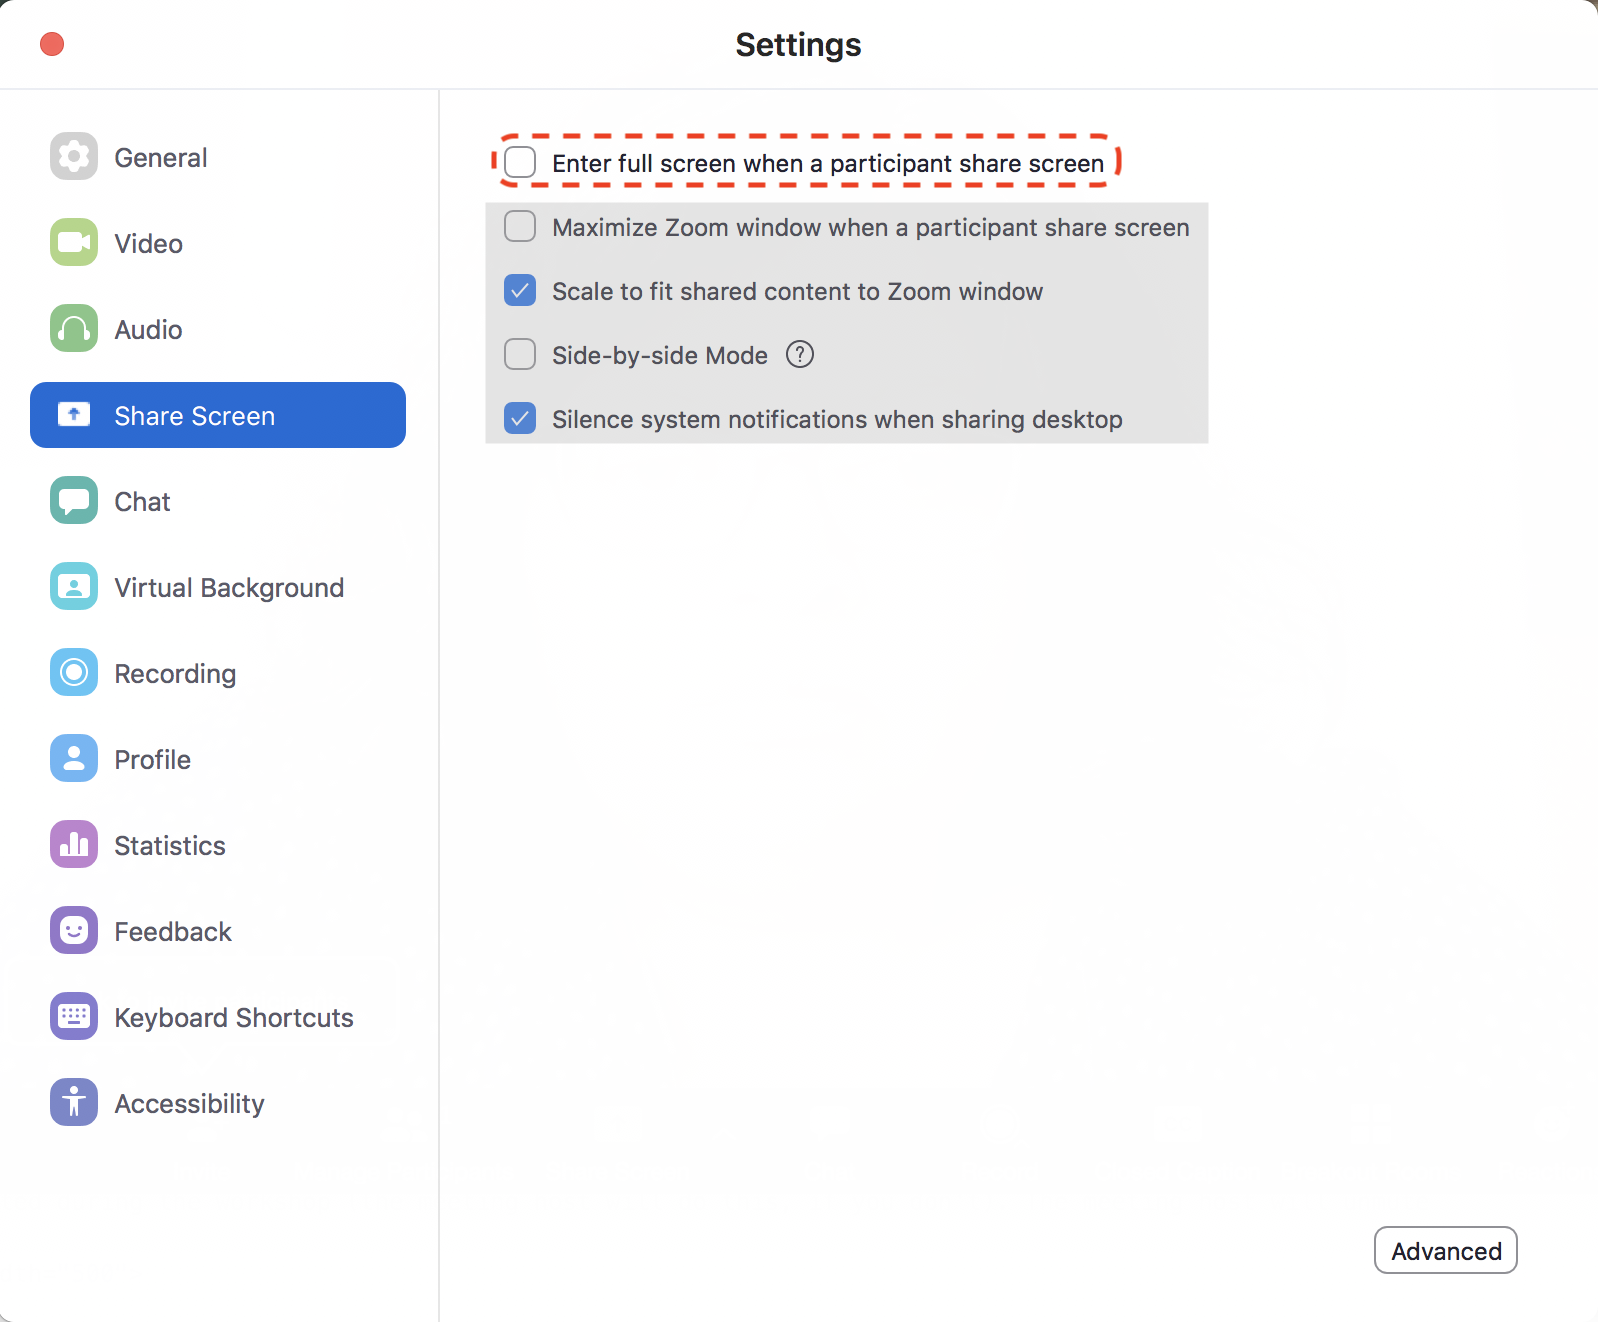 Settings
General
Video
Audio
Share Screen
Chat
Virtual Background
Recording
Profile
Statistics
Feedback
Keyboard Shortcuts
Accessibility
Enter full screen when a participant share screen
Maximize Zoom window when a participant share screen
Scale to fit shared content to Zoom window
Side-by-side Mode ?
Silence system notifications when sharing desktop
Advanced